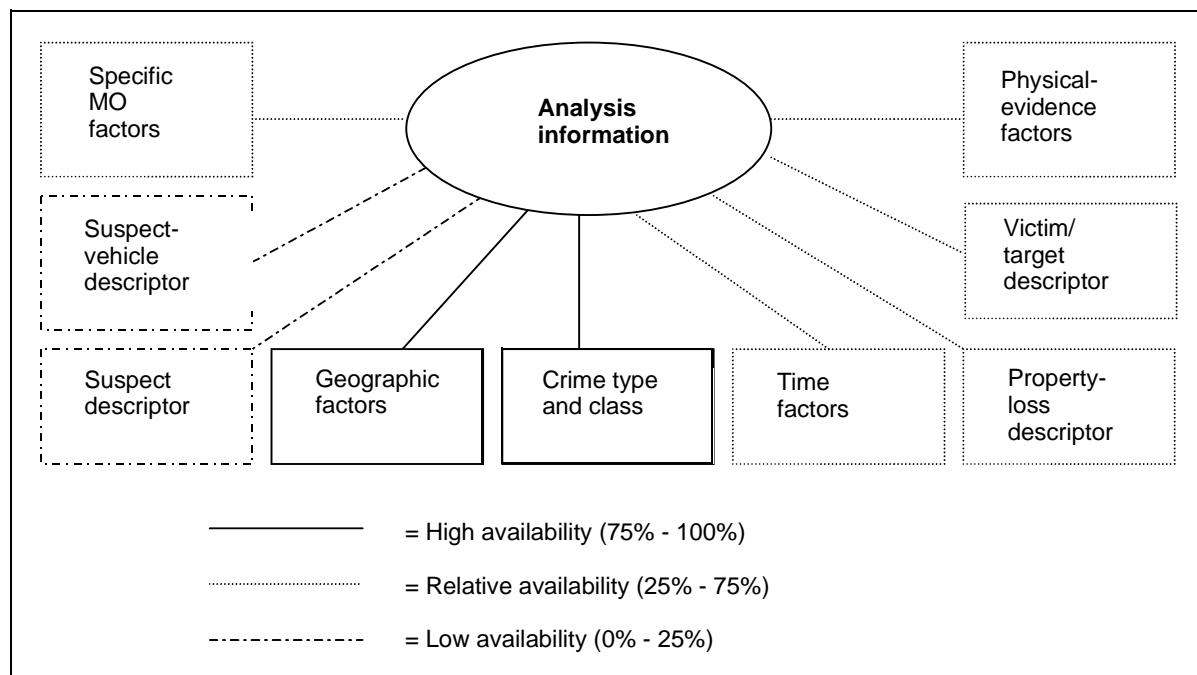 Specific
MO
factors
Analysis
information
Physical-
evidence
factors
Suspect-
vehicle
descriptor
Victim/
target
descriptor
Suspect
descriptor
Geographic
factors
Crime type
and class
Time
factors
Property-
loss
descriptor
= High availability (75% - 100%)
= Relative availability (25% - 75%)
= Low availability (0% - 25%)